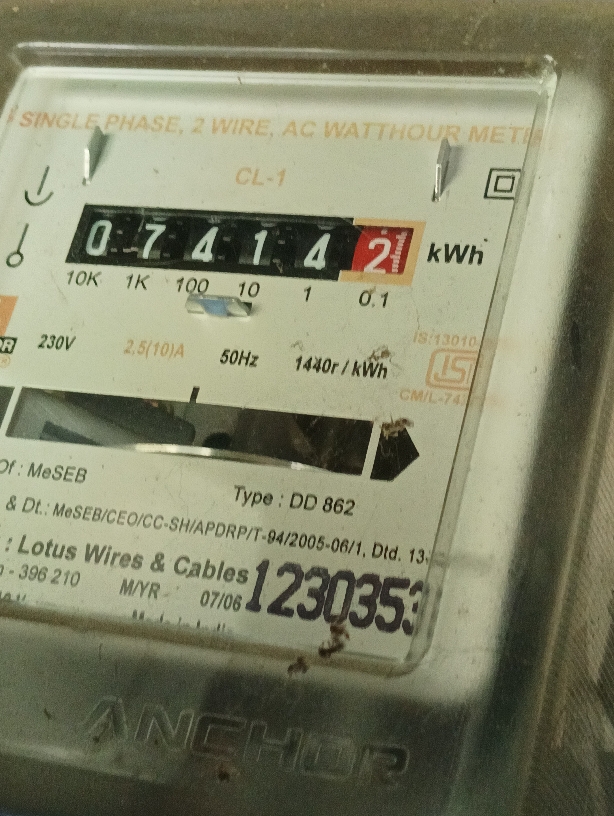 SINGLE PHASE, 2 WIRE, AC WATTHOUR
CL-1
0 7 4 1 4 2 kWh
10K 1K 100 10 1 0.1
IS:13010
230V 2.5(10)A 50Hz 1440r / kWh
CM/L-74
Of : MeSEB
Type : DD 862
& Dt.: MeSEB/CEO/CC-SH/APDRP/T-94/2005-06/1, Dtd. 13
: Lotus Wires & Cables
- 396 210 M/YR - 07/06
1230353
ANCHOR